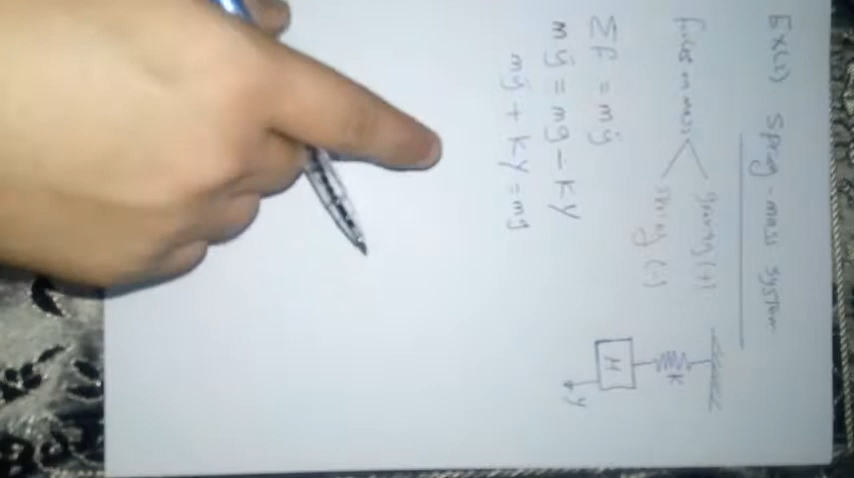 Ex(1) Spring-mass system
forces on mass < gravity (+)
spring (-)
ΣF = mÿ
mÿ = mg - Ky
mÿ + Ky = mg
K
M
y